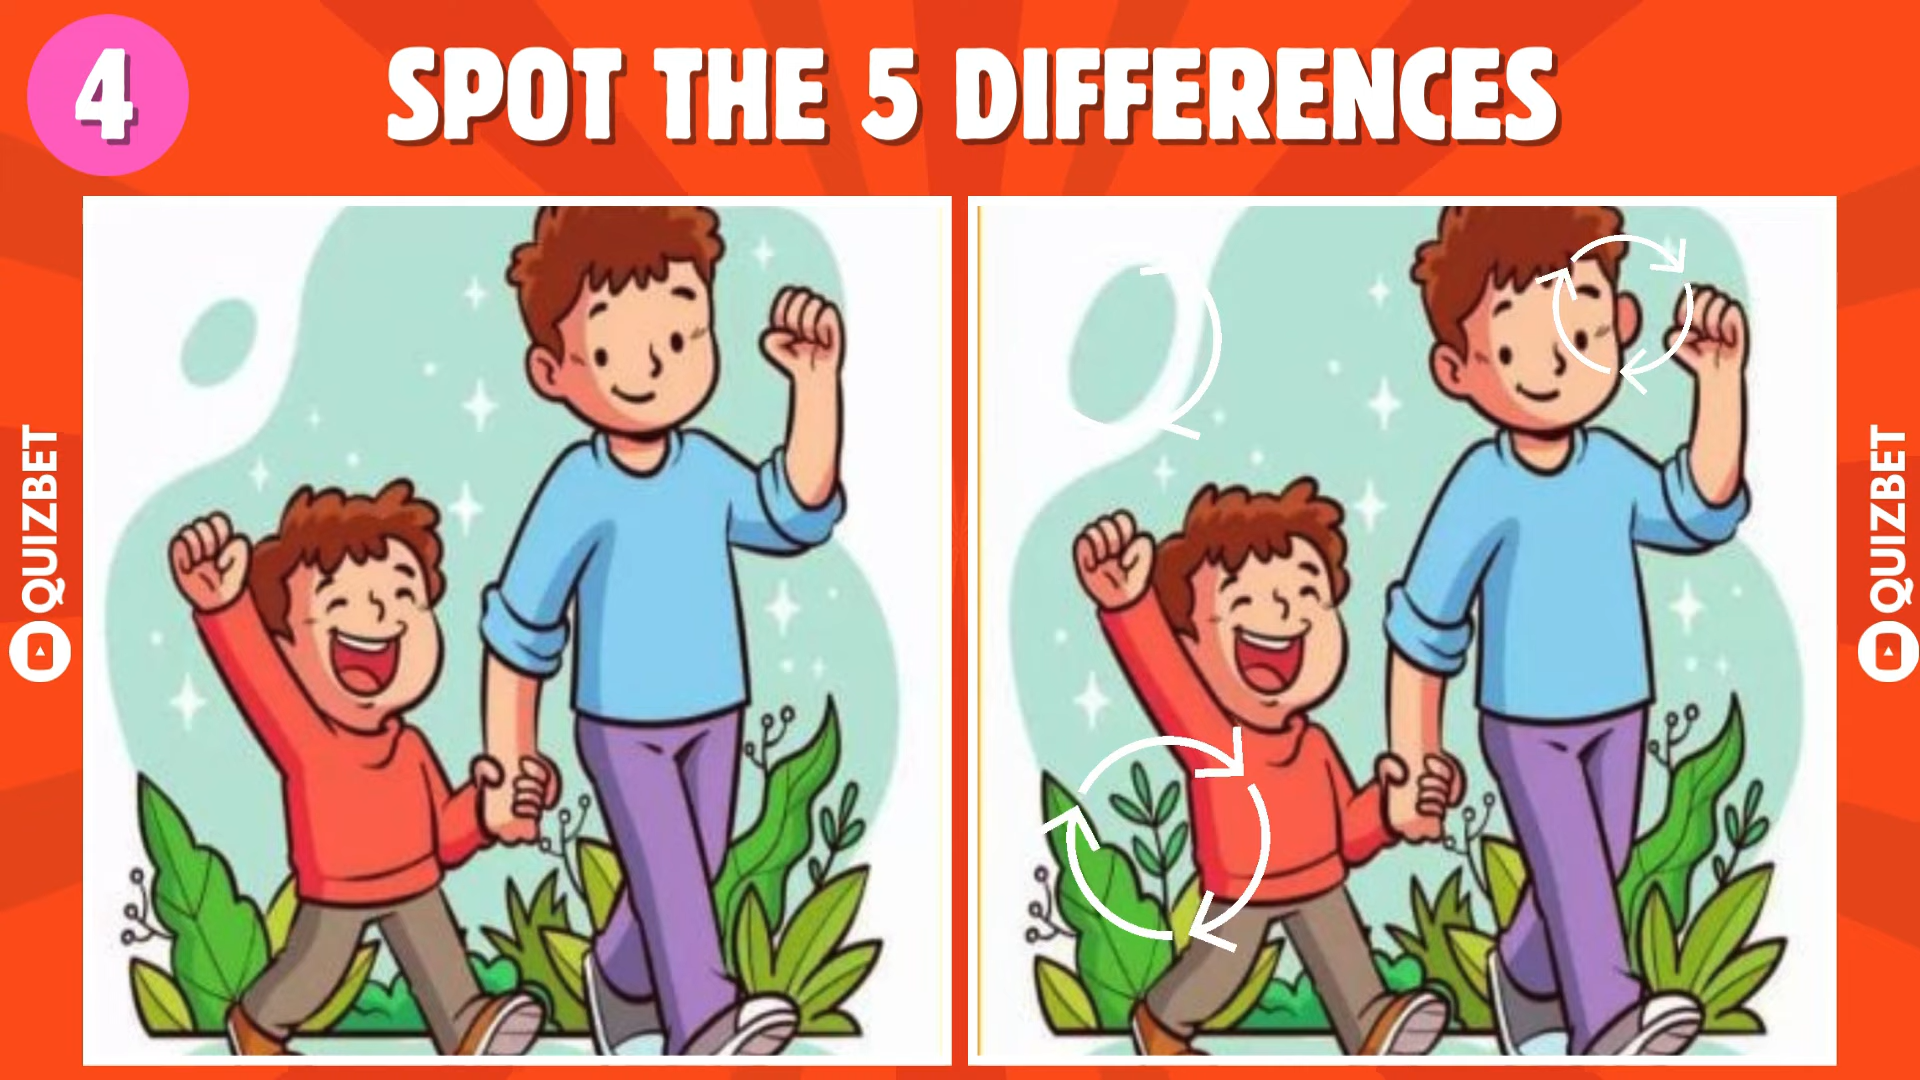 4
SPOT THE 5 DIFFERENCES
QUIZBET
QUIZBET